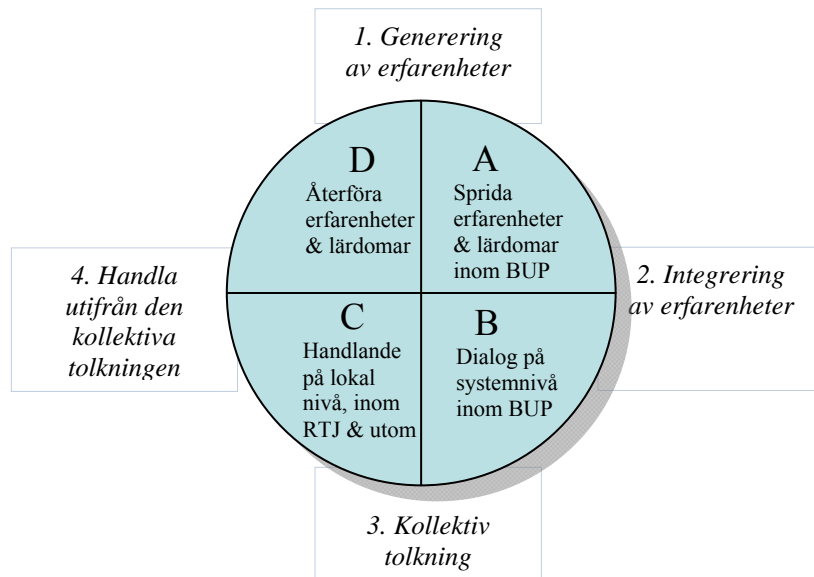 1. Generering
av erfarenheter
D
Återföra
erfarenheter
& lärdomar
A
Sprida
erfarenheter
& lärdomar
inom BUP
4. Handla
utifrån den
kollektiva
tolkningen
2. Integrering
av erfarenheter
C
Handlande
på lokal
nivå, inom
RTJ & utom
B
Dialog på
systemnivå
inom BUP
3. Kollektiv
tolkning